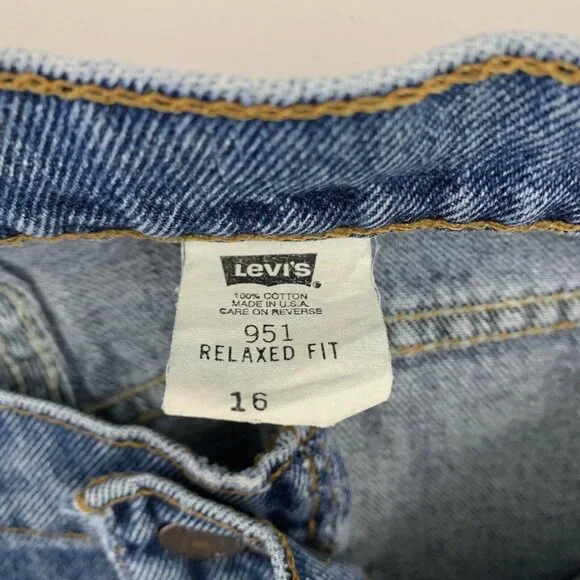 Levi's
100% COTTON
MADE IN U.S.A.
CARE ON REVERSE
951
RELAXED FIT
16